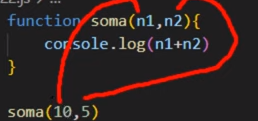 function soma(n1,n2){
console.log(n1+n2)
}
soma(10,5)